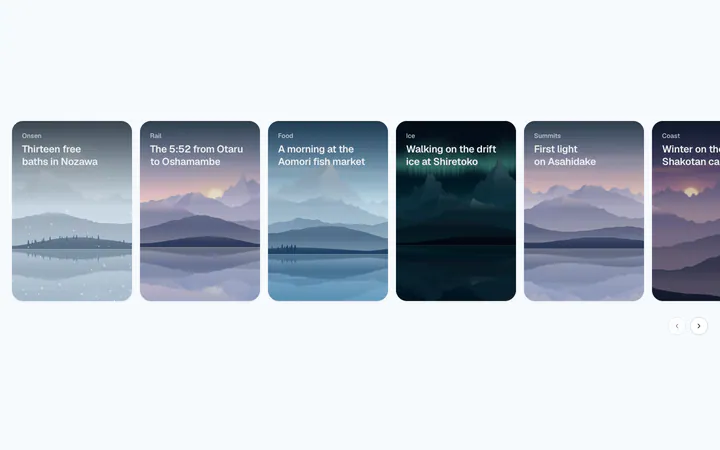 Onsen
Thirteen free
baths in Nozawa
Rail
The 5:52 from Otaru
to Oshamambe
Food
A morning at the
Aomori fish market
Ice
Walking on the drift
ice at Shiretoko
Summits
First light
on Asahidake
Coast
Winter on
Shakotan